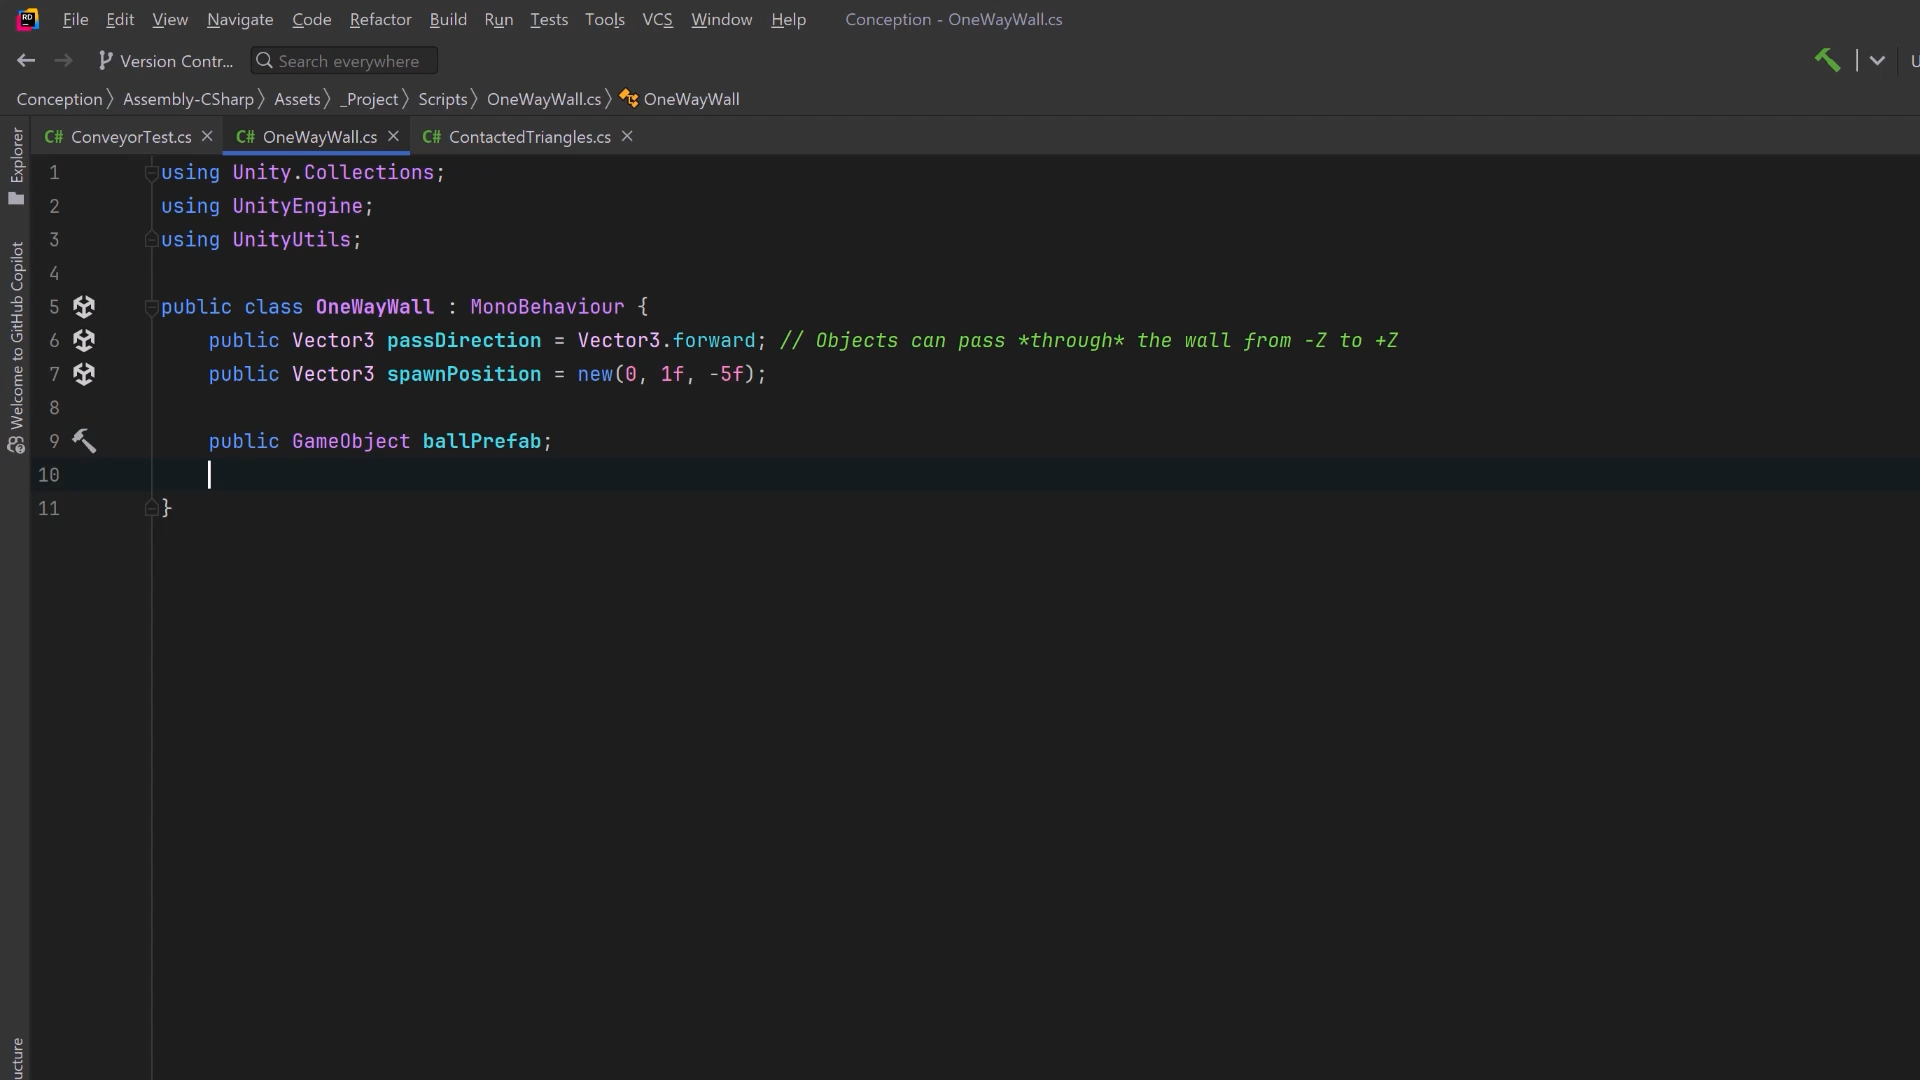 File Edit View Navigate Code Refactor Build Run Tests Tools VCS Window Help Conception - OneWayWall.cs
Version Contr... Search everywhere U
Conception Assembly-CSharp Assets _Project Scripts OneWayWall.cs OneWayWall
C# ConveyorTest.cs C# OneWayWall.cs C# ContactedTriangles.cs
Explorer
Welcome to GitHub Copilot
ucture
1 using Unity.Collections;
2 using UnityEngine;
3 using UnityUtils;
4
5 public class OneWayWall : MonoBehaviour {
6 public Vector3 passDirection = Vector3.forward; // Objects can pass *through* the wall from -Z to +Z
7 public Vector3 spawnPosition = new(0, 1f, -5f);
8
9 public GameObject ballPrefab;
10
11 }